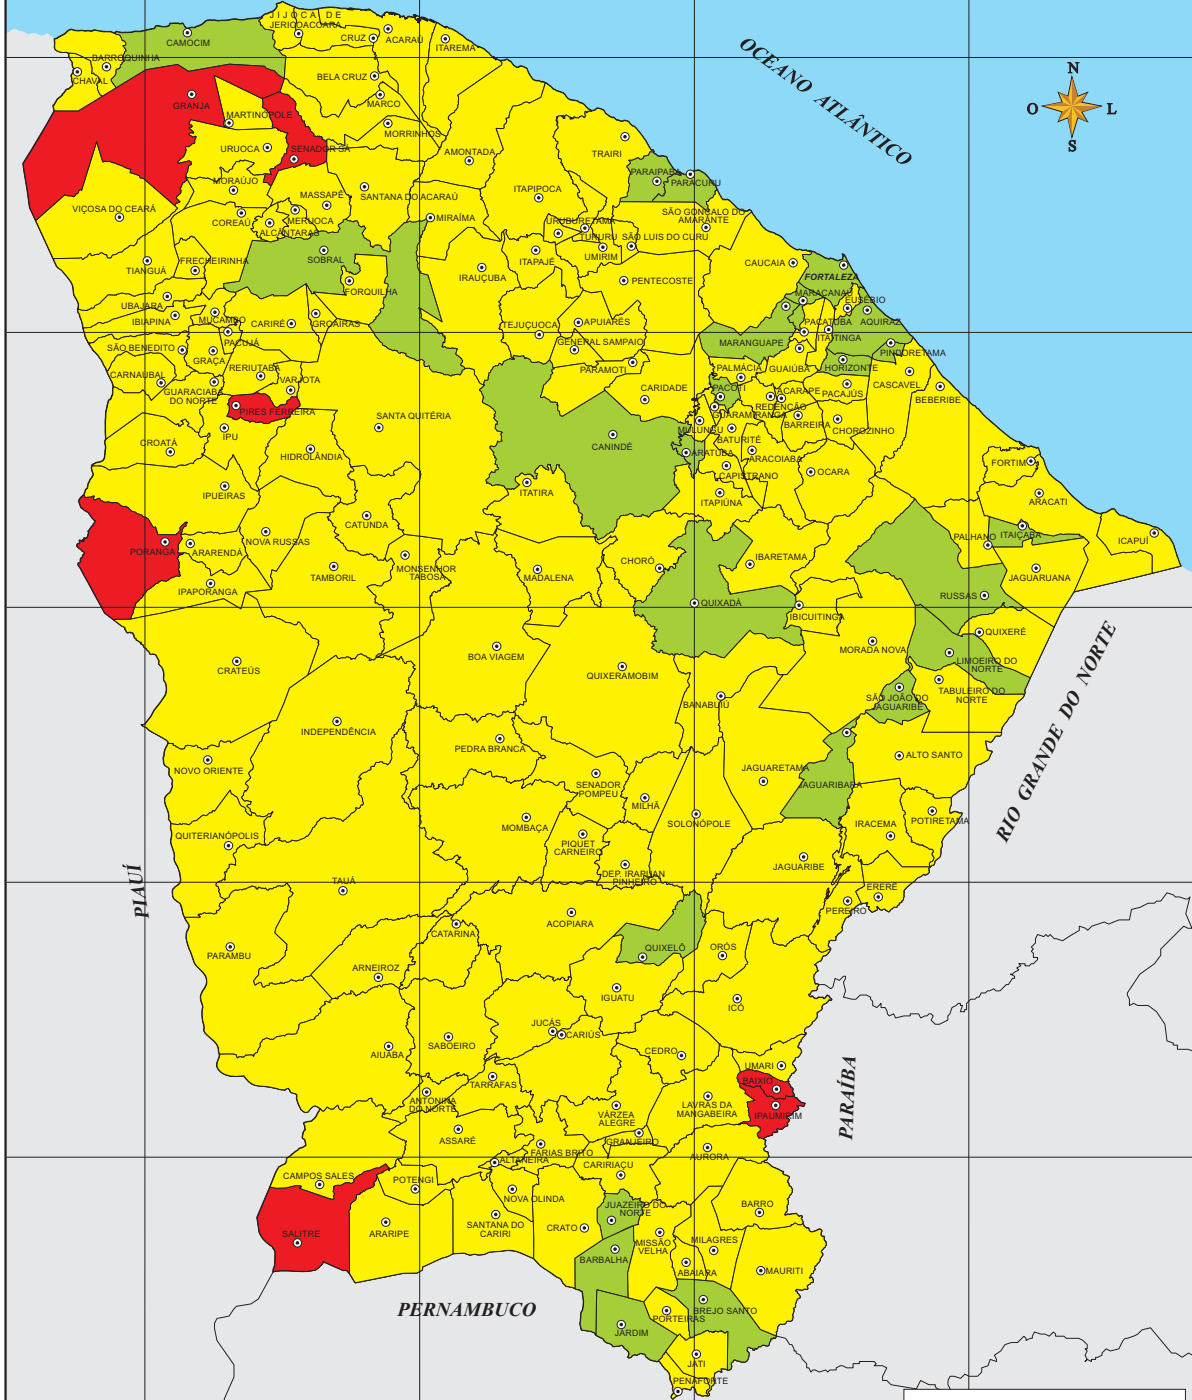 JIJOCA DE
JERICOACOARA
CRUZ
ACARAÚ
ITAREMA
CAMOCIM
BARROQUINHA
CHAVAL
BELA CRUZ
MARCO
GRANJA
MARTINÓPOLE
MORRINHOS
URUOCA
SENADOR SÁ
AMONTADA
TRAIRI
OCEANO ATLÂNTICO
N
O
L
S
MORAÚJO
MASSAPÊ
SANTANA DO ACARAÚ
ITAPIPOCA
PARAIPABA
PARACURU
VIÇOSA DO CEARÁ
COREAÚ
MERUOCA
ALCÂNTARAS
MIRAÍMA
URUBURETAMA
TURURU
SÃO LUIS DO CURU
SÃO GONÇALO DO
AMARANTE
TIANGUÁ
FRECHEIRINHA
SOBRAL
FORQUILHA
IRAUÇUBA
ITAPAJÉ
UMIRIM
PENTECOSTE
CAUCAIA
FORTALEZA
UBAJARA
IBIAPINA
MUCAMBO
PACUJÁ
CARIRÉ
GROAÍRAS
TEJUÇUOCA
APUIARÉS
GENERAL SAMPAIO
MARACANAÚ
EUSÉBIO
PACATUBA
AQUIRAZ
ITAITINGA
MARANGUAPE
PINDORETAMA
SÃO BENEDITO
GRAÇA
CARNAUBAL
RERIUTABA
VARJOTA
GUARACIABA
DO NORTE
PARAMOTI
CARIDADE
PALMÁCIA
GUAIÚBA
HORIZONTE
CASCAVEL
BEBERIBE
PACOTI
ACARAPE
PACAJÚS
REDENÇÃO
PIRES FERREIRA
SANTA QUITÉRIA
GUARAMIRANGA
BARREIRA
CHOROZINHO
CROATÁ
IPU
HIDROLÂNDIA
CANINDÉ
MULUNGU
BATURITÉ
ARATUBA
ARACOIABA
CAPISTRANO
OCARA
FORTIM
IPUEIRAS
ITATIRA
ITAPIÚNA
ARACATI
CATUNDA
PORANGA
ARARENDÁ
NOVA RUSSAS
TAMBORIL
MONSENHOR
TABOSA
MADALENA
CHORÓ
IBARETAMA
PALHANO
ITAIÇABA
ICAPUÍ
JAGUARUANA
IPAPORANGA
QUIXADÁ
IBICUITINGA
RUSSAS
CRATEÚS
BOA VIAGEM
QUIXERAMOBIM
MORADA NOVA
QUIXERÉ
LIMOEIRO DO
NORTE
TABULEIRO DO
NORTE
SÃO JOÃO DO
JAGUARIBE
INDEPENDÊNCIA
BANABUIÚ
RIO GRANDE DO NORTE
NOVO ORIENTE
PEDRA BRANCA
SENADOR
POMPEU
JAGUARETAMA
ALTO SANTO
JAGUARIBARA
MILHÃ
QUITERIANÓPOLIS
MOMBAÇA
PIQUET
CARNEIRO
SOLONÓPOLE
IRACEMA
POTIRETAMA
PIAUÍ
TAUÁ
DEP. IRAPUAN
PINHEIRO
JAGUARIBE
ERERÊ
PEREIRO
PARAMBU
CATARINA
ACOPIARA
QUIXELÔ
ORÓS
ARNEIROZ
IGUATU
ICÓ
AIUABA
SABOEIRO
JUCÁS
CARIÚS
CEDRO
UMARI
BAIXIO
IPAUMIRIM
PARAÍBA
ANTONINA
DO NORTE
TARRAFAS
VÁRZEA
ALEGRE
LAVRAS DA
MANGABEIRA
ASSARÉ
GRANJEIRO
FARIAS BRITO
ALTANEIRA
AURORA
CARIRIAÇU
CAMPOS SALES
POTENGI
NOVA OLINDA
JUAZEIRO DO
NORTE
BARRO
SALITRE
ARARIPE
SANTANA DO
CARIRI
CRATO
BARBALHA
MISSÃO
VELHA
MILAGRES
ABAIARA
MAURITI
PERNAMBUCO
JARDIM
PORTEIRAS
BREJO SANTO
JATI
PENAFORTE